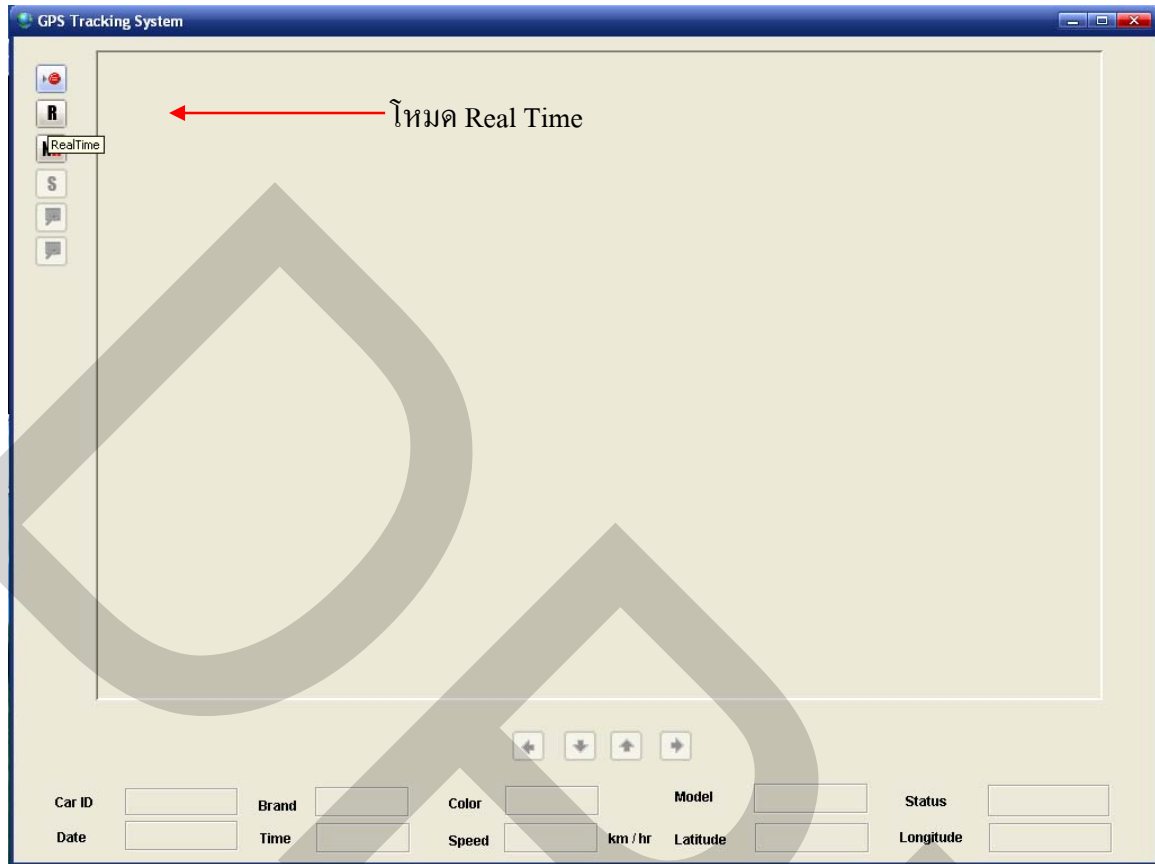 GPS Tracking System
R
โหมด Real Time
RealTime
S
Car ID
Brand
Color
Model
Status
Date
Time
Speed
km / hr
Latitude
Longitude